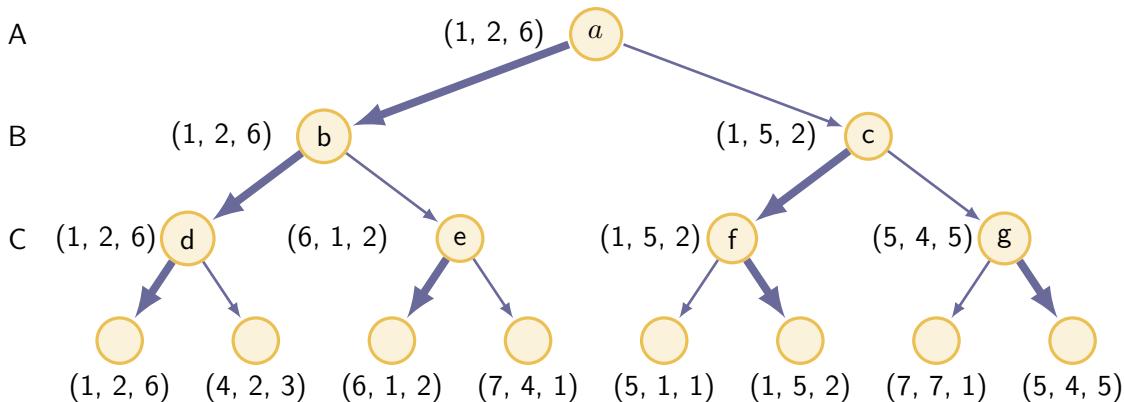 A (1, 2, 6) a
B (1, 2, 6) b (1, 5, 2) c
C (1, 2, 6) d (6, 1, 2) e (1, 5, 2) f (5, 4, 5) g
(1, 2, 6) (4, 2, 3) (6, 1, 2) (7, 4, 1) (5, 1, 1) (1, 5, 2) (7, 7, 1) (5, 4, 5)